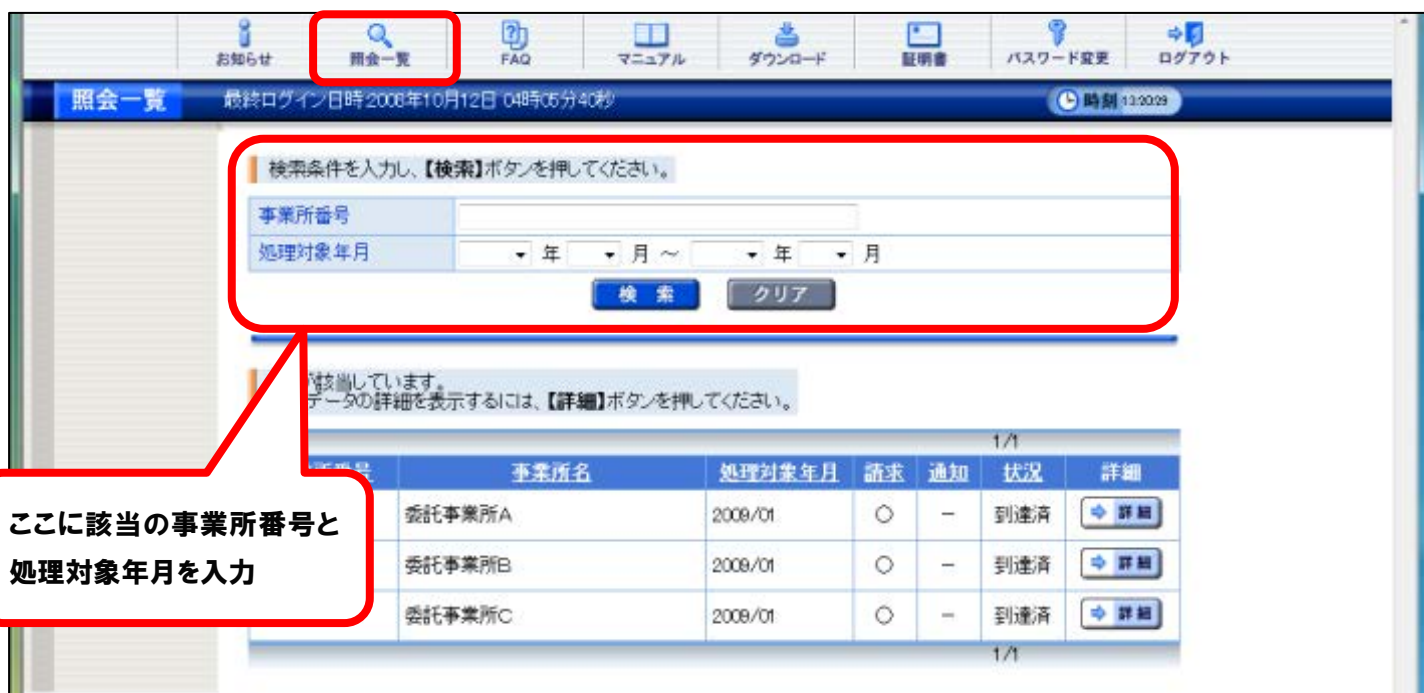 お知らせ 照会一覧 FAQ マニュアル ダウンロード 証明書 パスワード変更 ログアウト
照会一覧 最終ログイン日時:2008年10月12日 04時05分40秒 時刻 13:20:29
検索条件を入力し、【検索】ボタンを押してください。
事業所番号
処理対象年月 年 月 ～ 年 月
検 索 クリア
該当しています。
データの詳細を表示するには、【詳細】ボタンを押してください。
1/1
事業所名 処理対象年月 請求 通知 状況 詳細
委託事業所A 2009/01 ○ － 到達済 詳細
委託事業所B 2009/01 ○ － 到達済 詳細
委託事業所C 2009/01 ○ － 到達済 詳細
1/1
ここに該当の事業所番号と
処理対象年月を入力